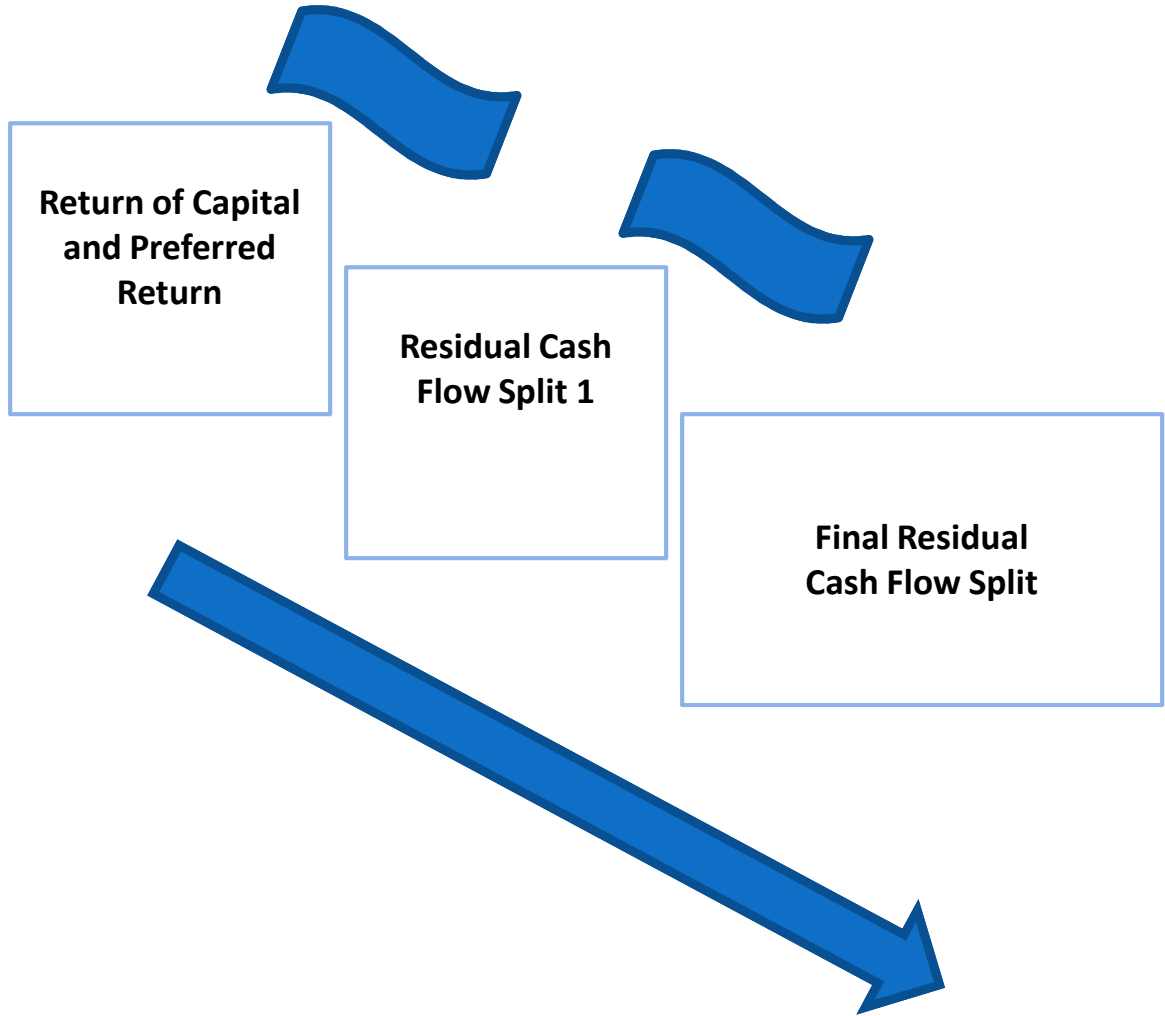 Return of Capital
and Preferred
Return
Residual Cash
Flow Split 1
Final Residual
Cash Flow Split